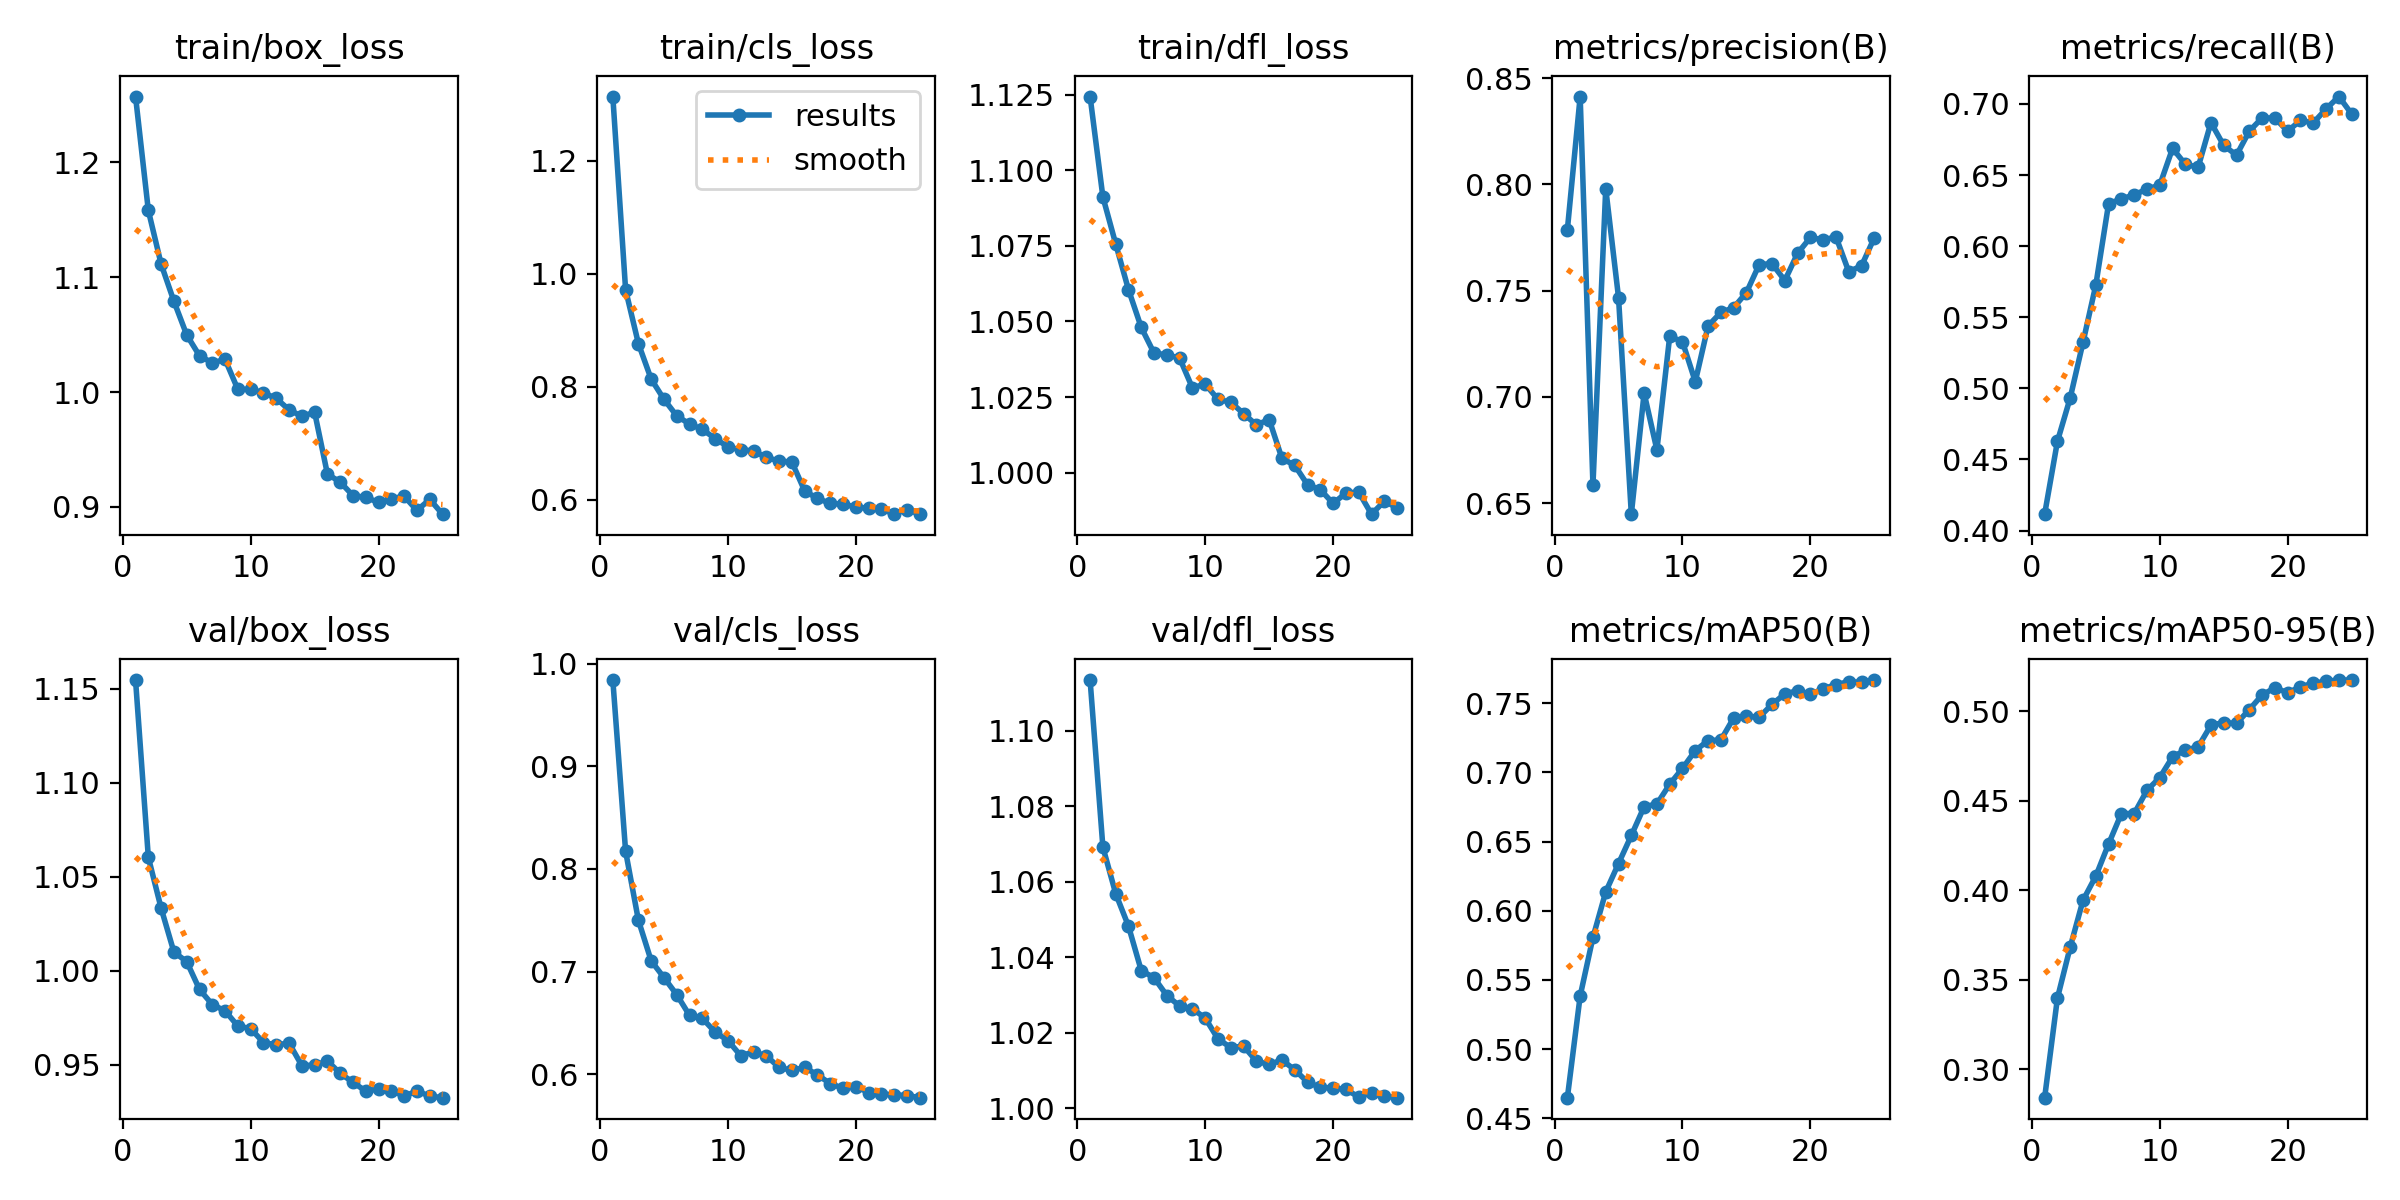 train/box_loss
1.2
1.1
1.0
0.9
0 10 20
train/cls_loss
results
smooth
1.2
1.0
0.8
0.6
0 10 20
train/dfl_loss
1.125
1.100
1.075
1.050
1.025
1.000
0 10 20
metrics/precision(B)
0.85
0.80
0.75
0.70
0.65
0 10 20
metrics/recall(B)
0.70
0.65
0.60
0.55
0.50
0.45
0.40
0 10 20
val/box_loss
1.15
1.10
1.05
1.00
0.95
0 10 20
val/cls_loss
1.0
0.9
0.8
0.7
0.6
0 10 20
val/dfl_loss
1.10
1.08
1.06
1.04
1.02
1.00
0 10 20
metrics/mAP50(B)
0.75
0.70
0.65
0.60
0.55
0.50
0.45
0 10 20
metrics/mAP50-95(B)
0.50
0.45
0.40
0.35
0.30
0 10 20